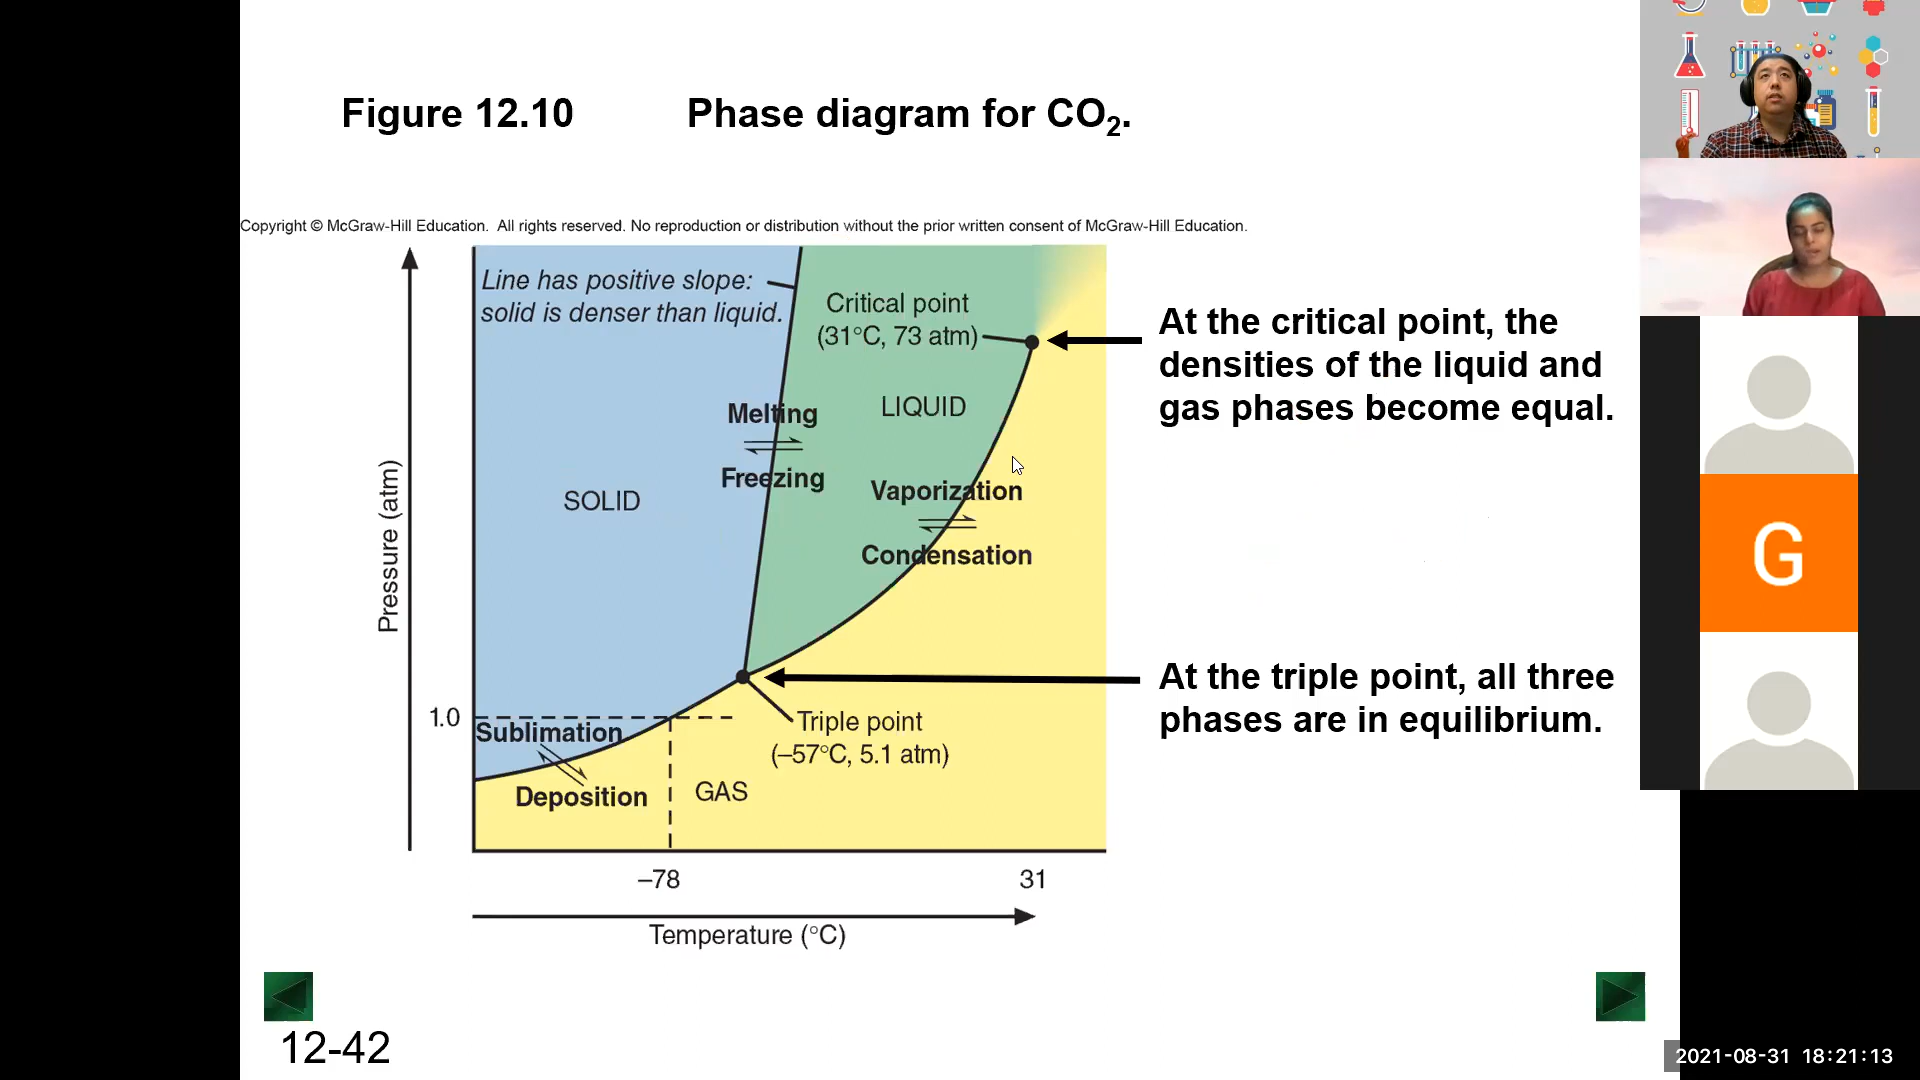 Figure 12.10 Phase diagram for CO₂.
Copyright © McGraw-Hill Education. All rights reserved. No reproduction or distribution without the prior written consent of McGraw-Hill Education.
Line has positive slope:
solid is denser than liquid.
Critical point
(31°C, 73 atm)
At the critical point, the
densities of the liquid and
gas phases become equal.
LIQUID
Melting
Freezing
SOLID
Vaporization
Condensation
Pressure (atm)
G
At the triple point, all three
phases are in equilibrium.
1.0
Sublimation
Triple point
(–57°C, 5.1 atm)
Deposition
GAS
–78
31
Temperature (°C)
12-42
2021-08-31 18:21:13